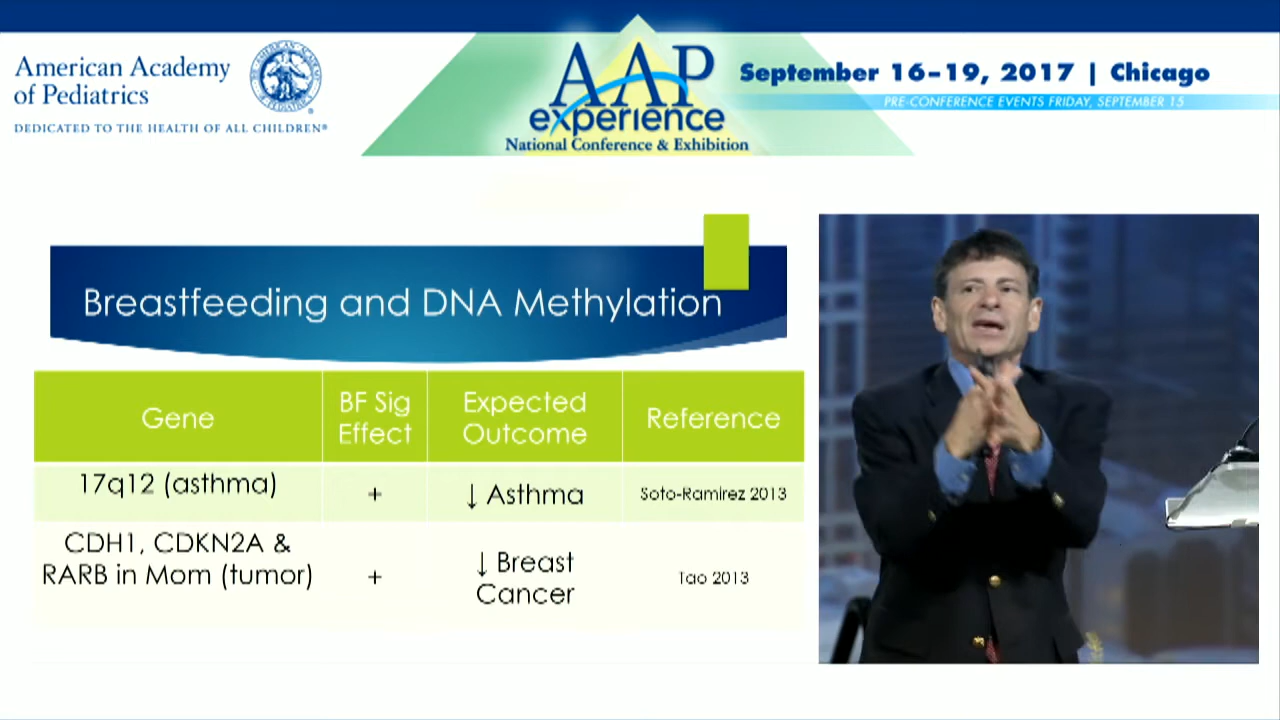 American Academy
of Pediatrics
DEDICATED TO THE HEALTH OF ALL CHILDREN®
AAP
experience
National Conference & Exhibition
September 16–19, 2017 | Chicago
PRE-CONFERENCE EVENTS FRIDAY, SEPTEMBER 15
Breastfeeding and DNA Methylation
Gene
BF Sig
Effect
Expected
Outcome
Reference
17q12 (asthma)
+
↓ Asthma
Soto-Ramirez 2013
CDH1, CDKN2A &
RARB in Mom (tumor)
+
↓ Breast
Cancer
Tao 2013